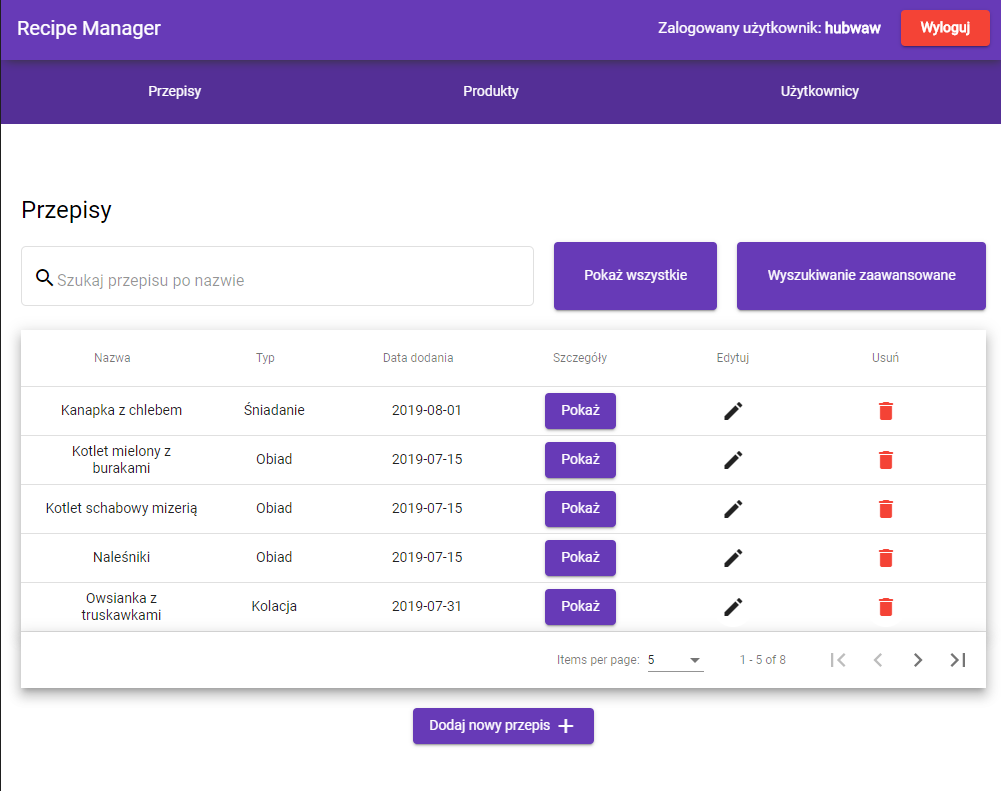 Recipe Manager
Zalogowany użytkownik: hubwaw
Wyloguj
Przepisy
Produkty
Użytkownicy
Przepisy
Szukaj przepisu po nazwie
Pokaż wszystkie
Wyszukiwanie zaawansowane
Nazwa Typ Data dodania Szczegóły Edytuj Usuń
Kanapka z chlebem Śniadanie 2019-08-01 Pokaż
Kotlet mielony z
burakami Obiad 2019-07-15 Pokaż
Kotlet schabowy mizerią Obiad 2019-07-15 Pokaż
Naleśniki Obiad 2019-07-15 Pokaż
Owsianka z
truskawkami Kolacja 2019-07-31 Pokaż
Items per page: 5 1 - 5 of 8
Dodaj nowy przepis